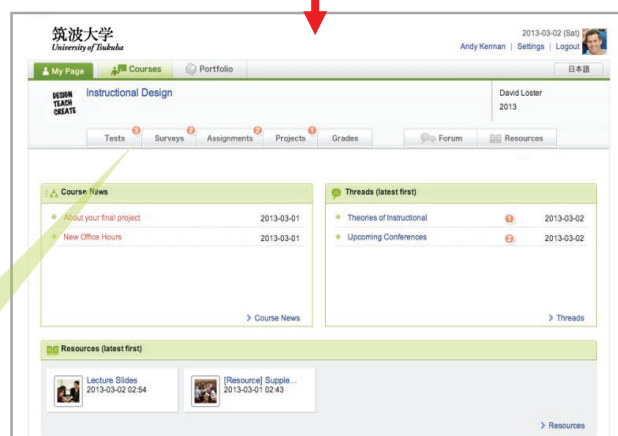 筑波大学
University of Tsukuba
2013-03-02 (Sat)
Andy Kennan | Settings | Logout
My Page
Courses
Portfolio
日本語
DESIGN
TEACH
CREATE
Instructional Design
David Loster
2013
Tests 3 Surveys 2 Assignments 2 Projects 1 Grades Forum Resources
Course News
About your final project 2013-03-01
New Office Hours 2013-03-01
Course News
Threads (latest first)
Theories of Instructional 1 2013-03-02
Upcoming Conferences 2 2013-03-02
Threads
Resources (latest first)
Lecture Slides
2013-03-02 02:54
[Resource] Supple...
2013-03-01 02:43
Resources